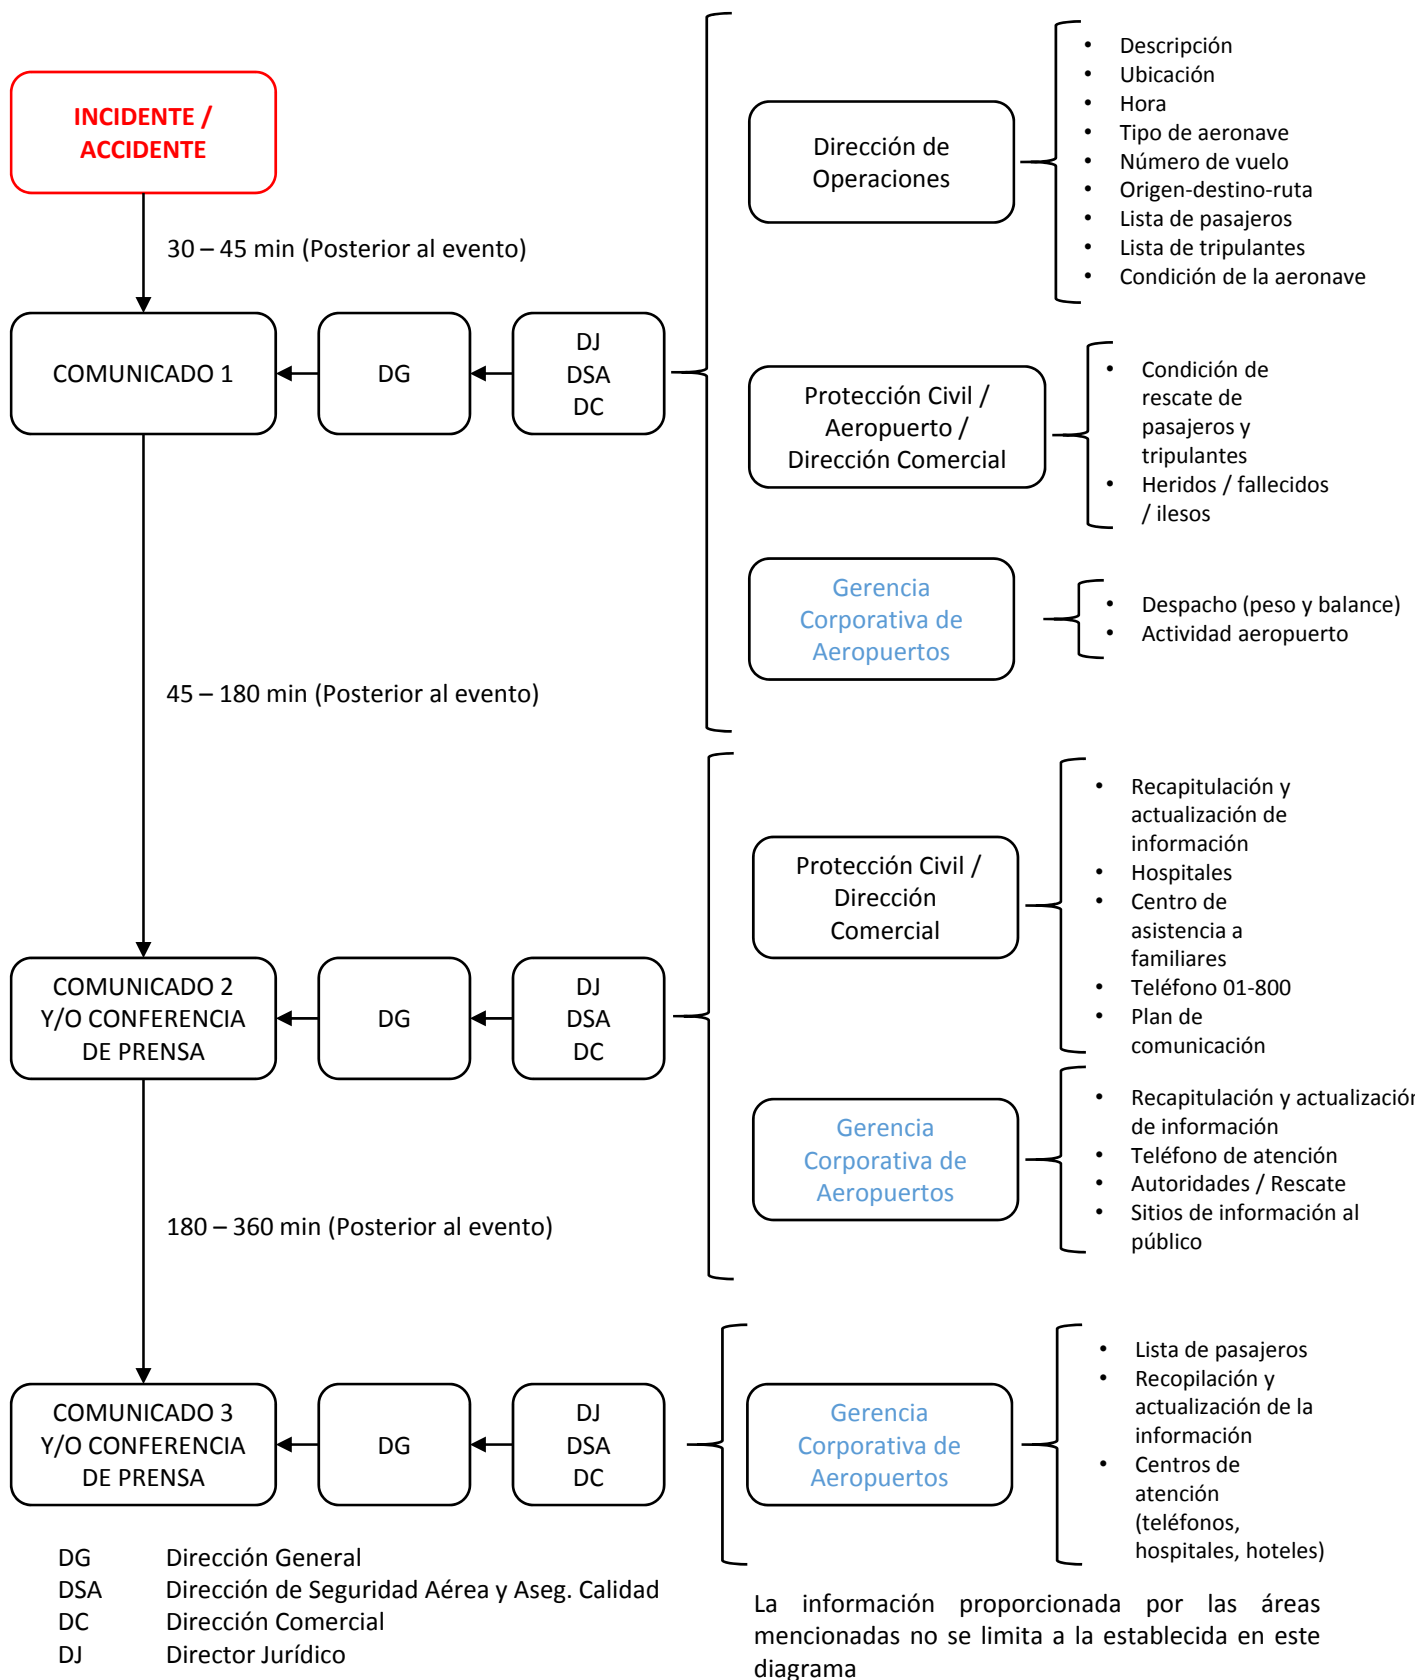 INCIDENTE /
ACCIDENTE
30 – 45 min (Posterior al evento)
COMUNICADO 1
DG
DJ
DSA
DC
Dirección de
Operaciones
• Descripción
• Ubicación
• Hora
• Tipo de aeronave
• Número de vuelo
• Origen-destino-ruta
• Lista de pasajeros
• Lista de tripulantes
• Condición de la aeronave
Protección Civil /
Aeropuerto /
Dirección Comercial
• Condición de
rescate de
pasajeros y
tripulantes
• Heridos / fallecidos
/ ilesos
Gerencia
Corporativa de
Aeropuertos
• Despacho (peso y balance)
• Actividad aeropuerto
45 – 180 min (Posterior al evento)
COMUNICADO 2
Y/O CONFERENCIA
DE PRENSA
DG
DJ
DSA
DC
Protección Civil /
Dirección
Comercial
• Recapitulación y
actualización de
información
• Hospitales
• Centro de
asistencia a
familiares
• Teléfono 01-800
• Plan de
comunicación
Gerencia
Corporativa de
Aeropuertos
• Recapitulación y actualización
de información
• Teléfono de atención
• Autoridades / Rescate
• Sitios de información al
público
180 – 360 min (Posterior al evento)
COMUNICADO 3
Y/O CONFERENCIA
DE PRENSA
DG
DJ
DSA
DC
Gerencia
Corporativa de
Aeropuertos
• Lista de pasajeros
• Recopilación y
actualización de la
información
• Centros de
atención
(teléfonos,
hospitales, hoteles)
DG Dirección General
DSA Dirección de Seguridad Aérea y Aseg. Calidad
DC Dirección Comercial
DJ Director Jurídico
La información proporcionada por las áreas
mencionadas no se limita a la establecida en este
diagrama